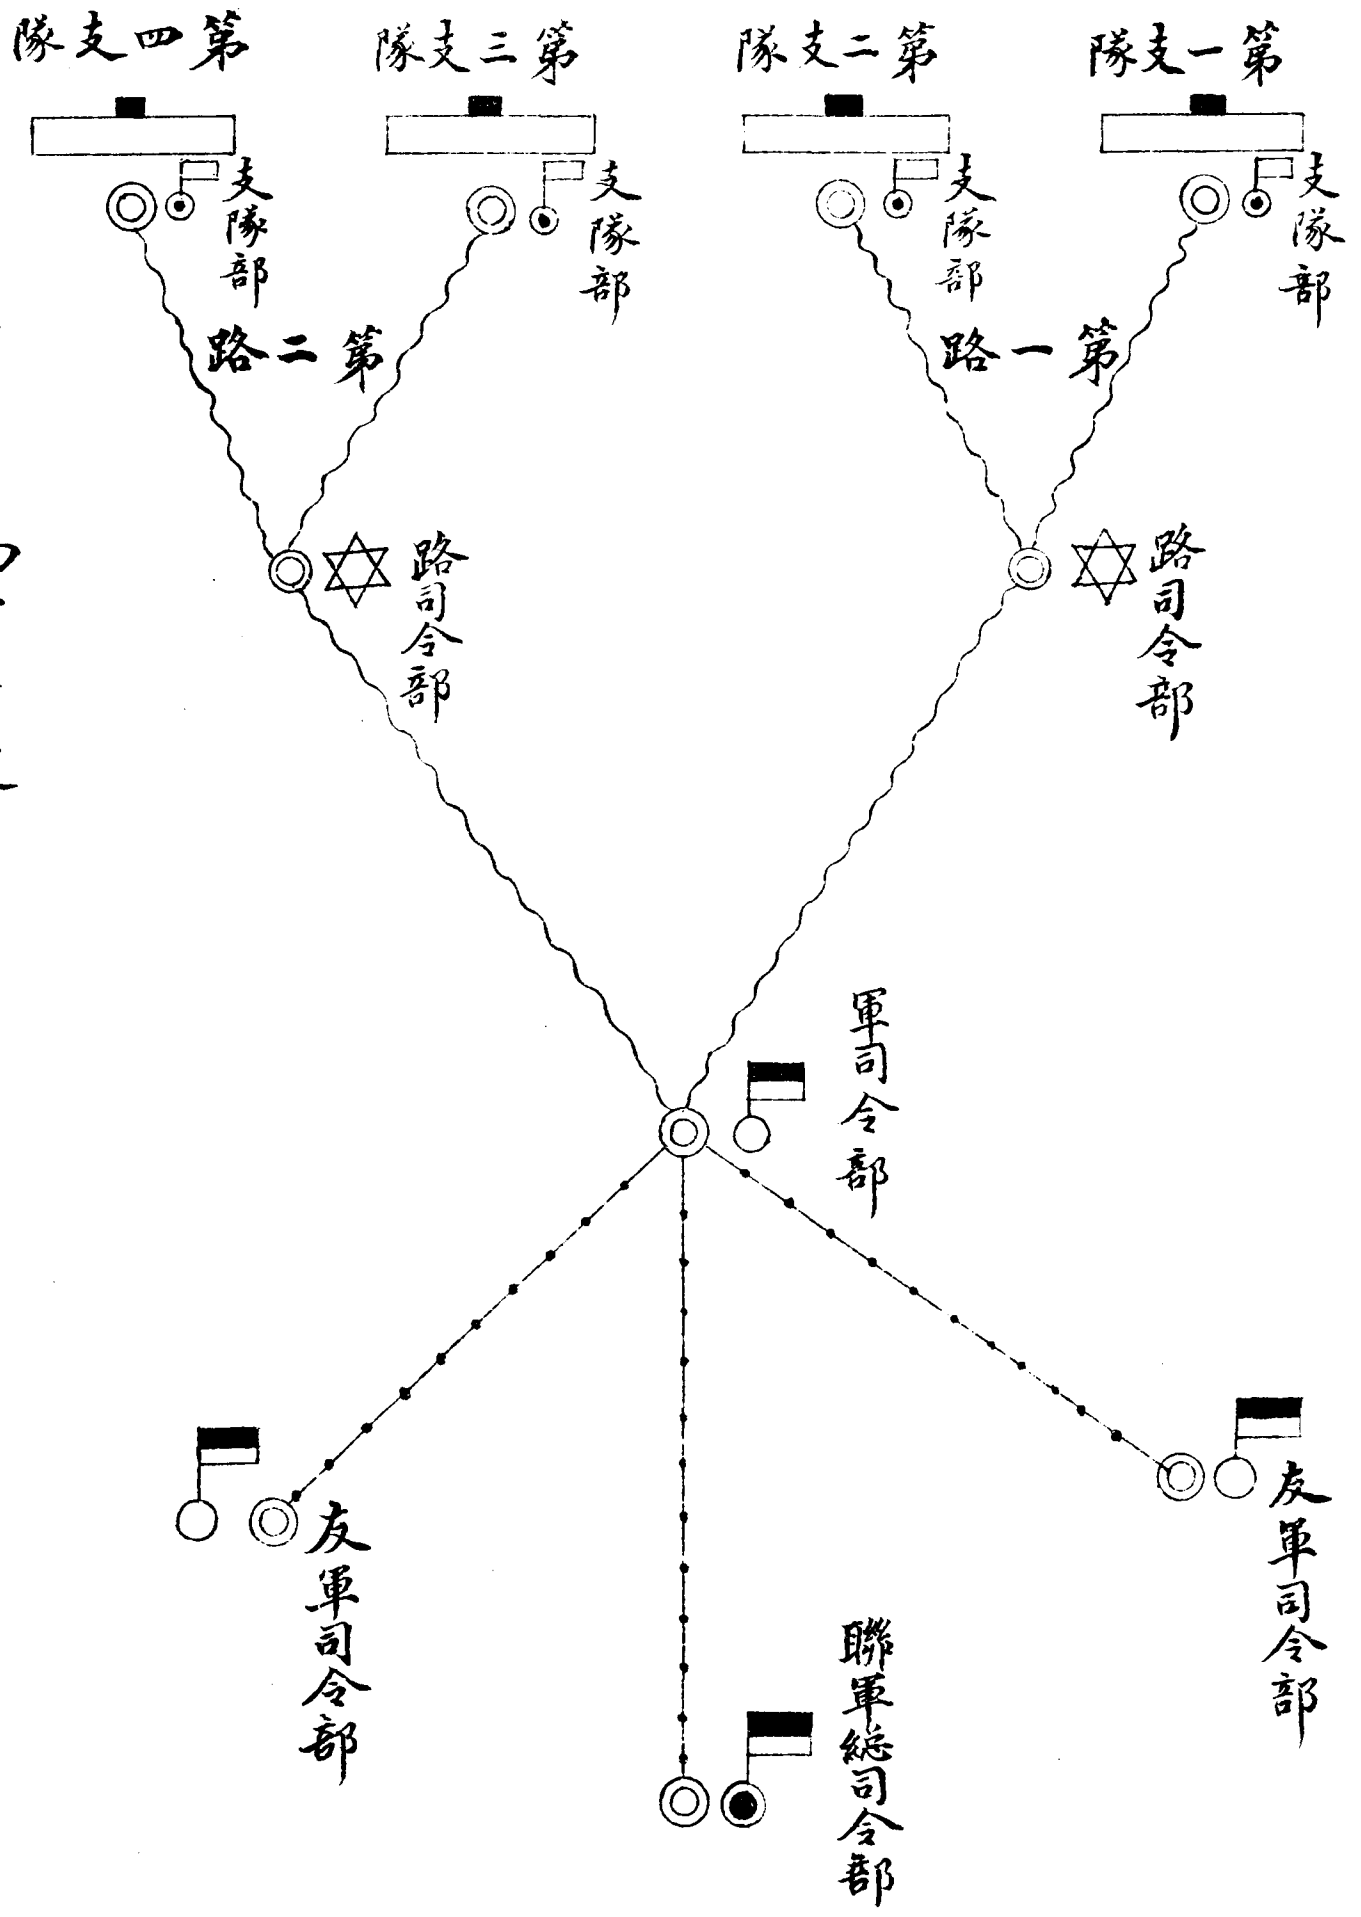 第一支隊
第二支隊
第三支隊
第四支隊
支隊部
支隊部
支隊部
支隊部
第一路
第二路
路司令部
路司令部
軍司令部
友軍司令部
聯軍総司令部
友軍司令部